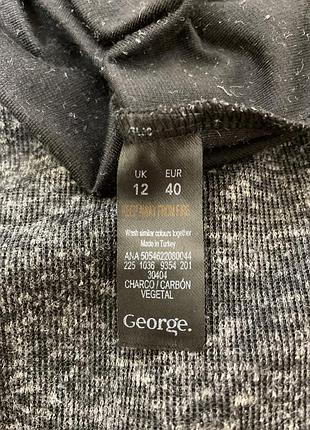 UK EUR
12 40
KEEP AWAY FROM FIRE
Wash similar colours together
Made in Turkey
ANA 5054622080044
225 1036 9354 201
30404
CHARCO / CARBÓN
VEGETAL
George.